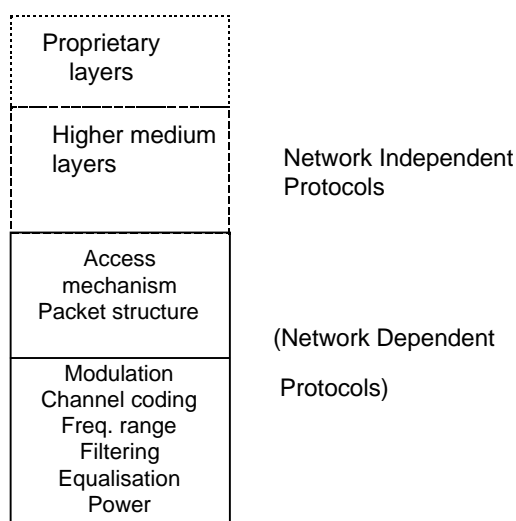 Proprietary
layers
Higher medium
layers
Network Independent
Protocols
Access
mechanism
Packet structure
(Network Dependent
Protocols)
Modulation
Channel coding
Freq. range
Filtering
Equalisation
Power